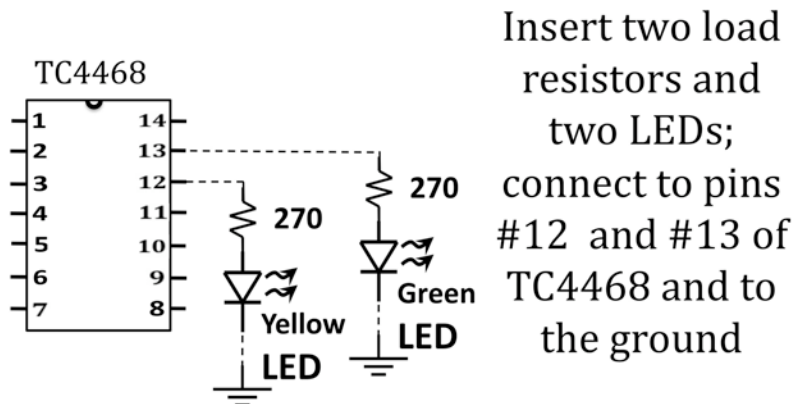 TC4468
1
2
3
4
5
6
7
14
13
12
11
10
9
8
270
270
Yellow
LED
Green
LED
Insert two load
resistors and
two LEDs;
connect to pins
#12 and #13 of
TC4468 and to
the ground